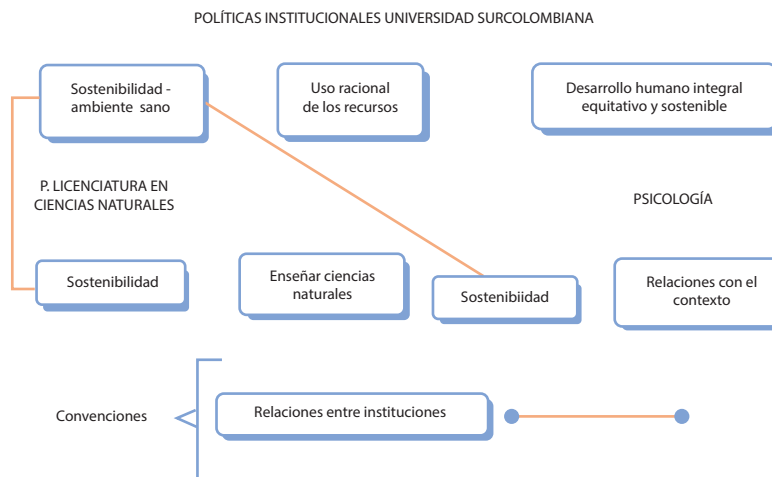 POLÍTICAS INSTITUCIONALES UNIVERSIDAD SURCOLOMBIANA
Sostenibilidad -
ambiente sano
Uso racional
de los recursos
Desarrollo humano integral
equitativo y sostenible
P. LICENCIATURA EN
CIENCIAS NATURALES
PSICOLOGÍA
Sostenibilidad
Enseñar ciencias
naturales
Sostenibiidad
Relaciones con el
contexto
Convenciones
Relaciones entre instituciones